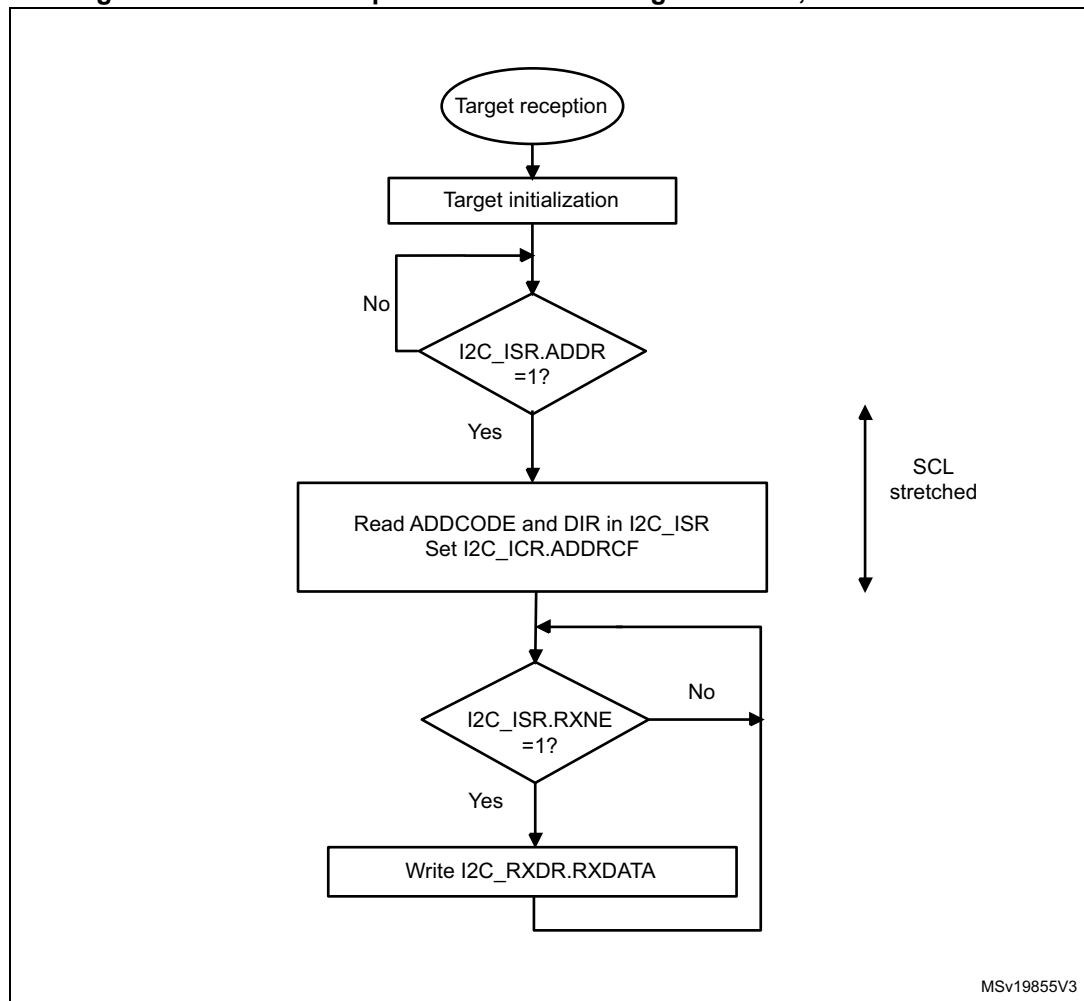 Target reception
Target initialization
No
I2C_ISR.ADDR
=1?
Yes
SCL
stretched
Read ADDCODE and DIR in I2C_ISR
Set I2C_ICR.ADDRCF
No
I2C_ISR.RXNE
=1?
Yes
Write I2C_RXDR.RXDATA
MSv19855V3